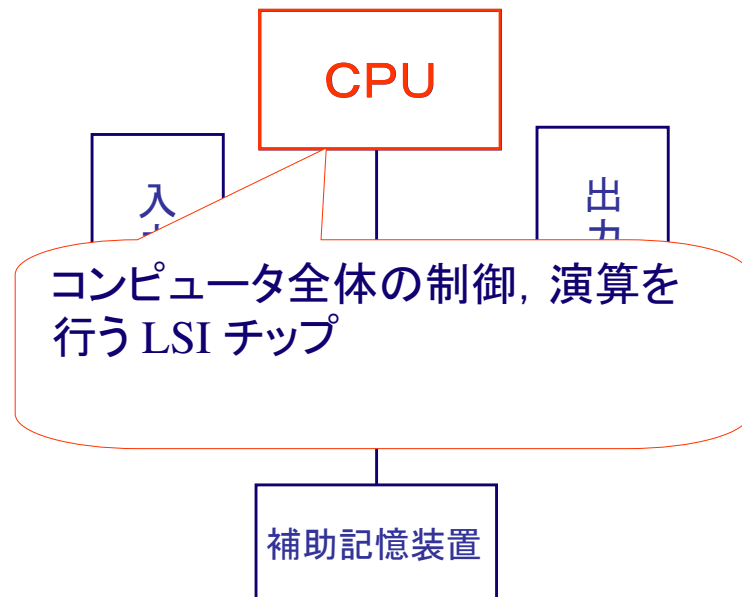 CPU
入
出
力
コンピュータ全体の制御，演算を
行う LSI チップ
補助記憶装置